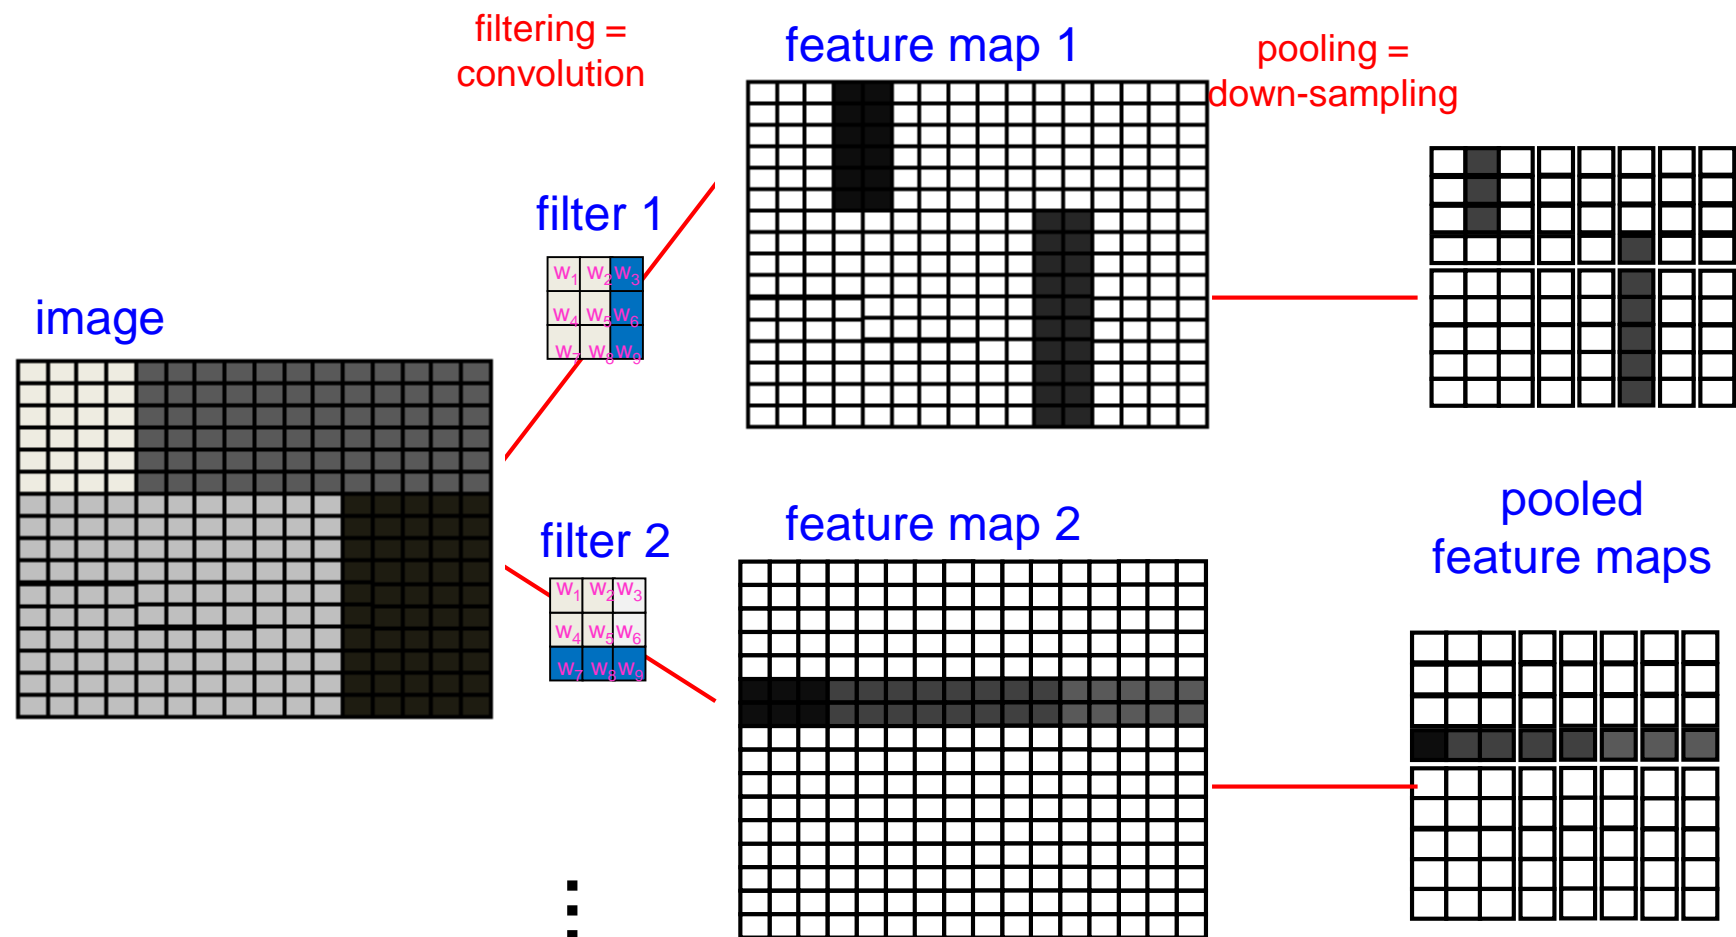 filtering =
convolution
feature map 1
pooling =
down-sampling
filter 1
w1 w2 w3
w4 w5 w6
w7 w8 w9
image
filter 2
w1 w2 w3
w4 w5 w6
w7 w8 w9
feature map 2
pooled
feature maps